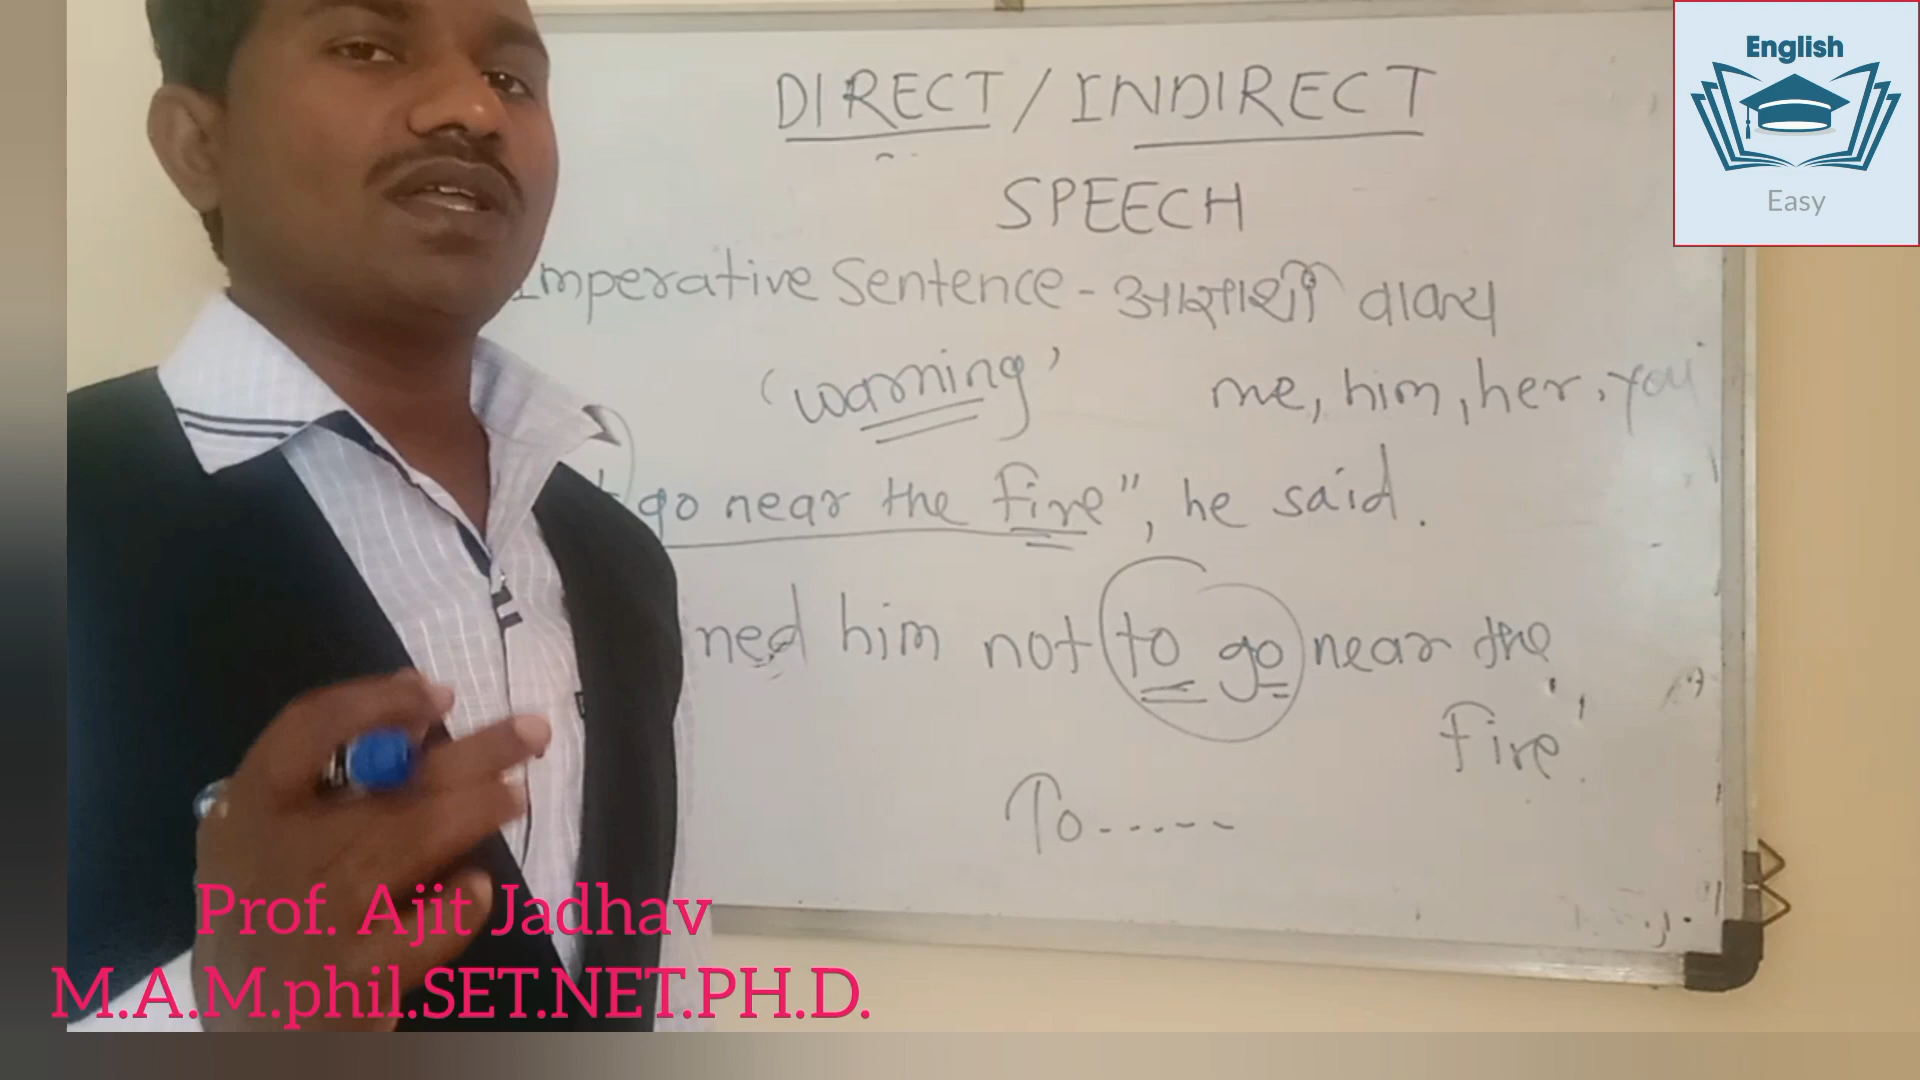 English
Easy
DIRECT / INDIRECT
SPEECH
Imperative Sentence - आज्ञार्थी वाक्य
'warning' me, him, her, you
go near the fire", he said.
ned him not to go near the
fire.
To-----
Prof. Ajit Jadhav
M.A.M.phil.SET.NET.PH.D.